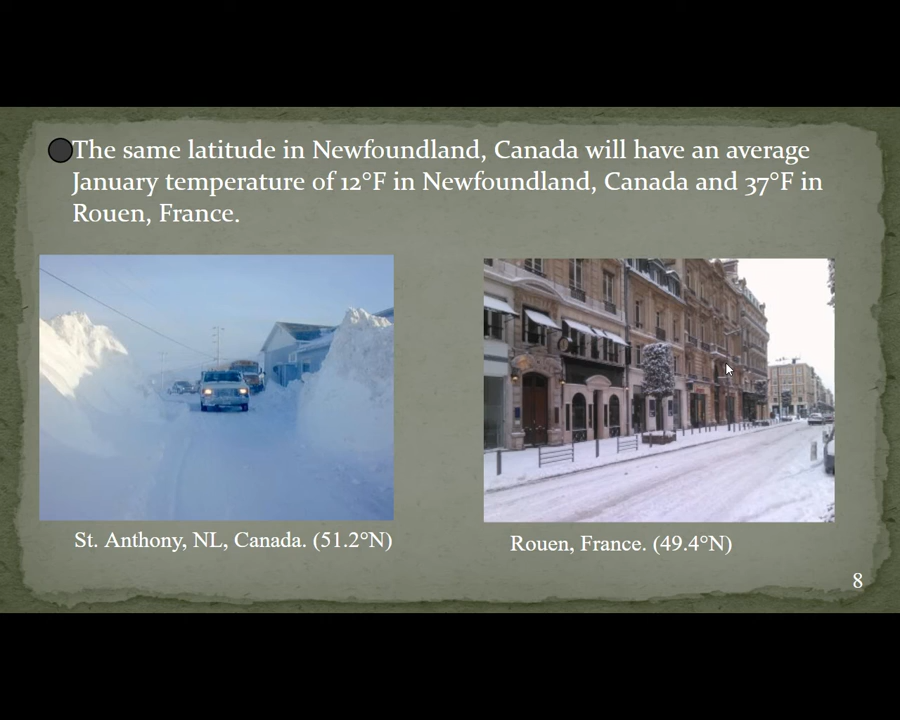 The same latitude in Newfoundland, Canada will have an average
January temperature of 12°F in Newfoundland, Canada and 37°F in
Rouen, France.
St. Anthony, NL, Canada. (51.2°N)
Rouen, France. (49.4°N)
8